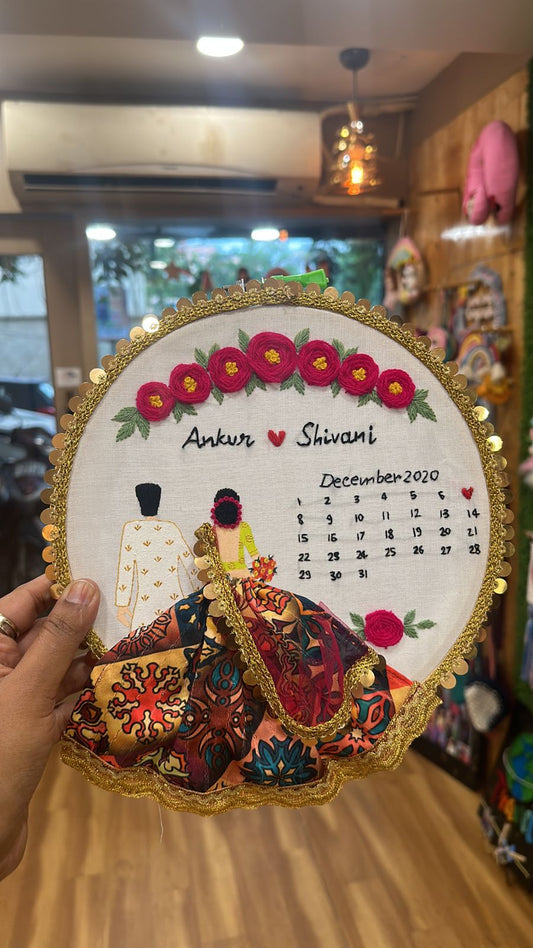 Ankur ❤ Shivani
December 2020
1 2 3 4 5 6 ❤
8 9 10 11 12 13 14
15 16 17 18 19 20 21
22 23 24 25 26 27 28
29 30 31